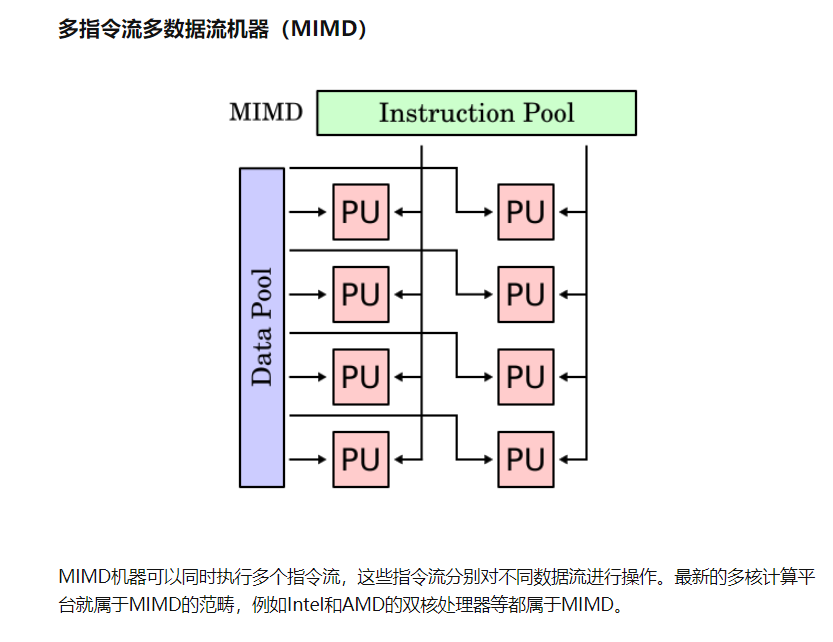 多指令流多数据流机器（MIMD）
MIMD Instruction Pool
Data Pool
PU PU
PU PU
PU PU
PU PU
MIMD机器可以同时执行多个指令流，这些指令流分别对不同数据流进行操作。最新的多核计算平
台就属于MIMD的范畴，例如Intel和AMD的双核处理器等都属于MIMD。